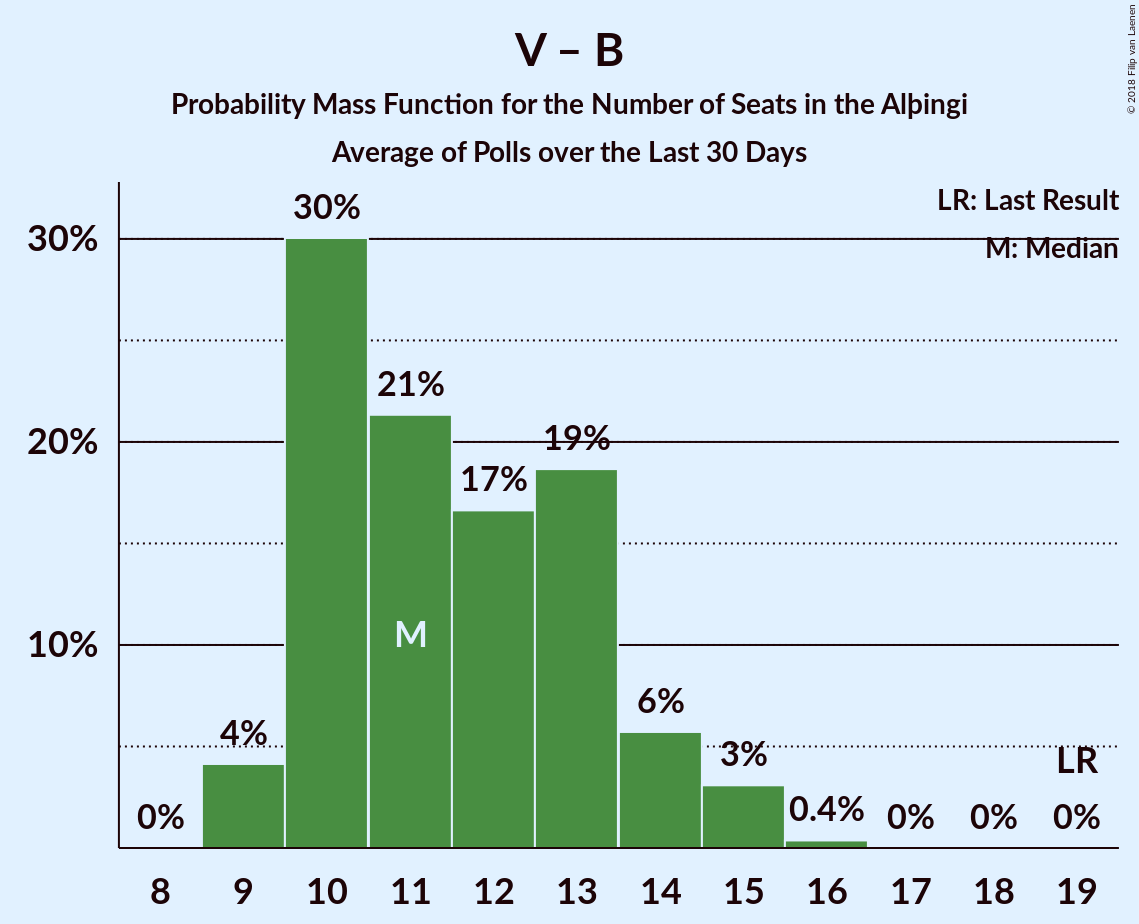 V – B
Probability Mass Function for the Number of Seats in the Alþingi
Average of Polls over the Last 30 Days
© 2018 Filip van Laenen
LR: Last Result
M: Median
30%
20%
10%
0%
4%
30%
21%
17%
19%
6%
3%
0.4%
0%
0%
0%
LR
M
8 9 10 11 12 13 14 15 16 17 18 19